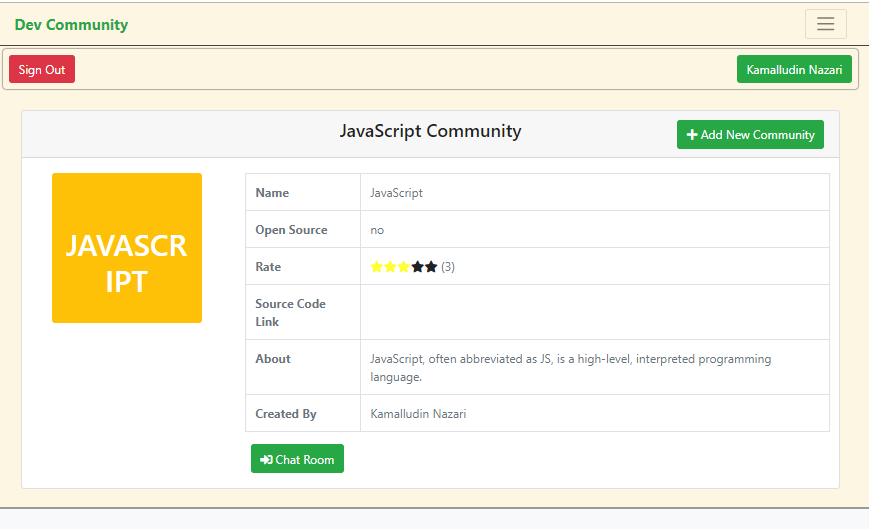 Dev Community
Sign Out
Kamalludin Nazari
JavaScript Community
Add New Community
JAVASCR
IPT
Name JavaScript
Open Source no
Rate (3)
Source Code
Link
About JavaScript, often abbreviated as JS, is a high-level, interpreted programming
language.
Created By Kamalludin Nazari
Chat Room